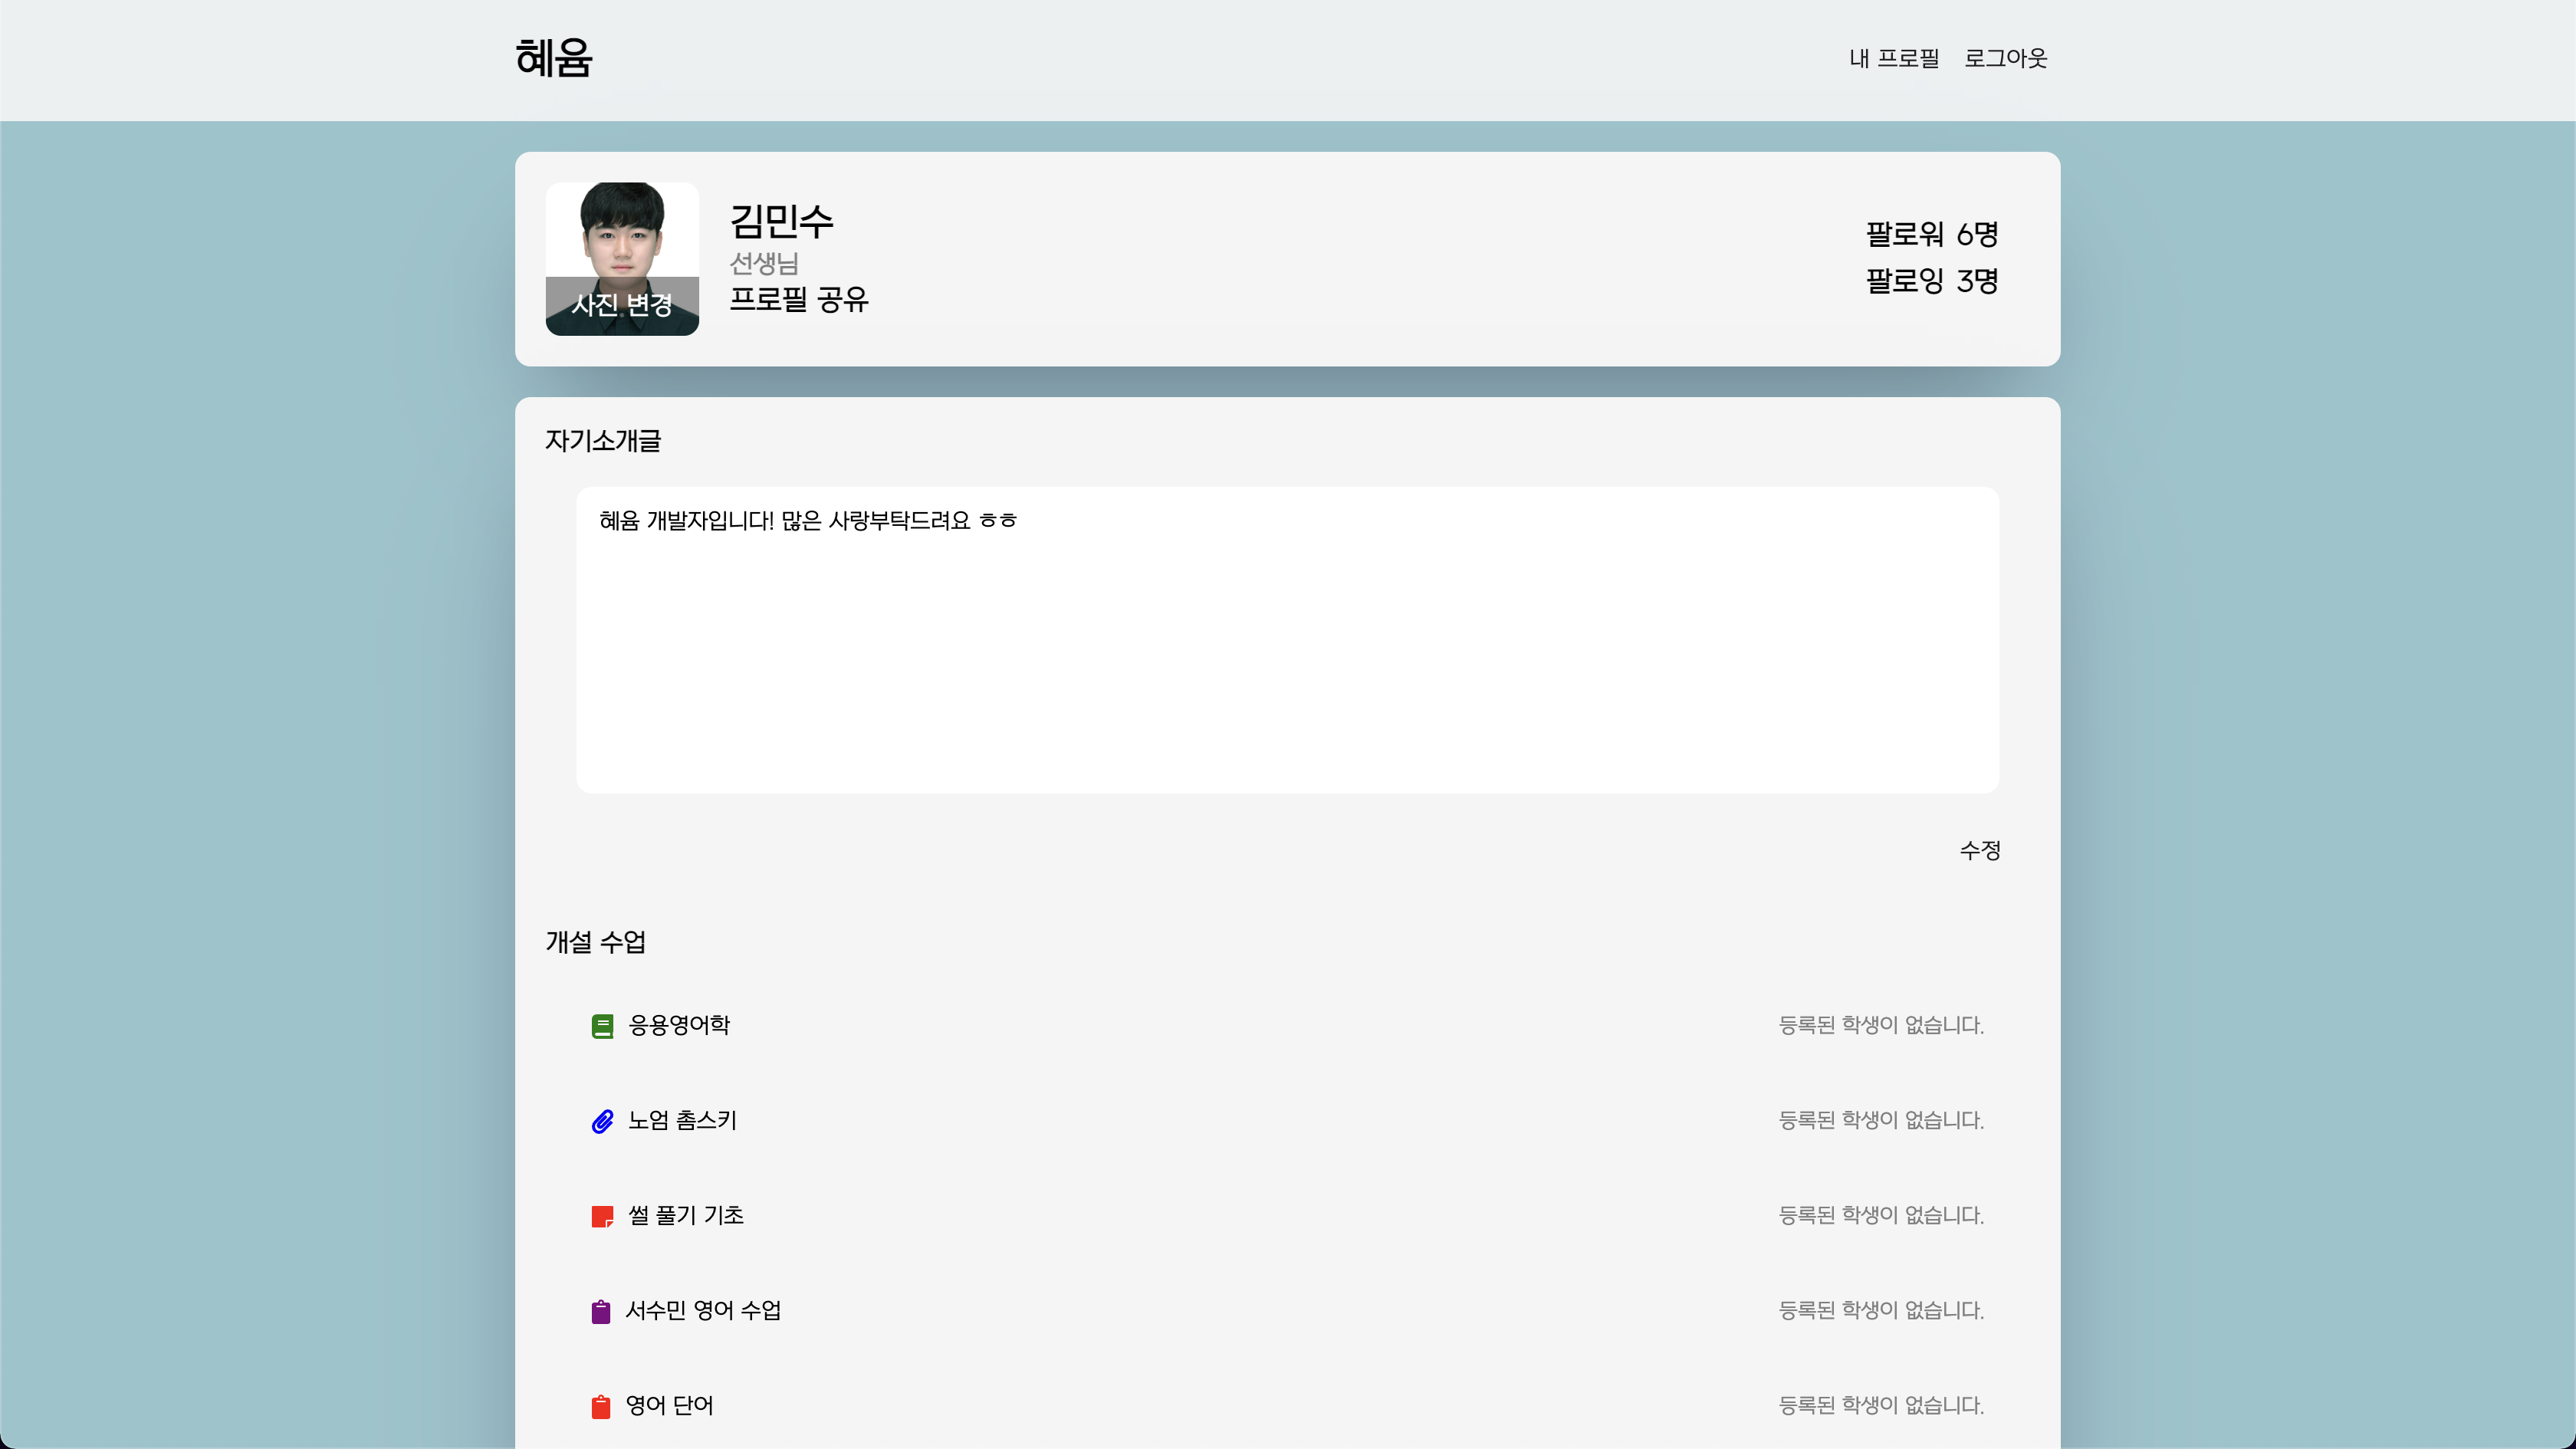 혜윰
내 프로필 로그아웃
김민수
선생님
프로필 공유
사진 변경
팔로워 6명
팔로잉 3명
자기소개글
혜윰 개발자입니다! 많은 사랑부탁드려요 ㅎㅎ
수정
개설 수업
응용영어학 등록된 학생이 없습니다.
노엄 촘스키 등록된 학생이 없습니다.
썰 풀기 기초 등록된 학생이 없습니다.
서수민 영어 수업 등록된 학생이 없습니다.
영어 단어 등록된 학생이 없습니다.